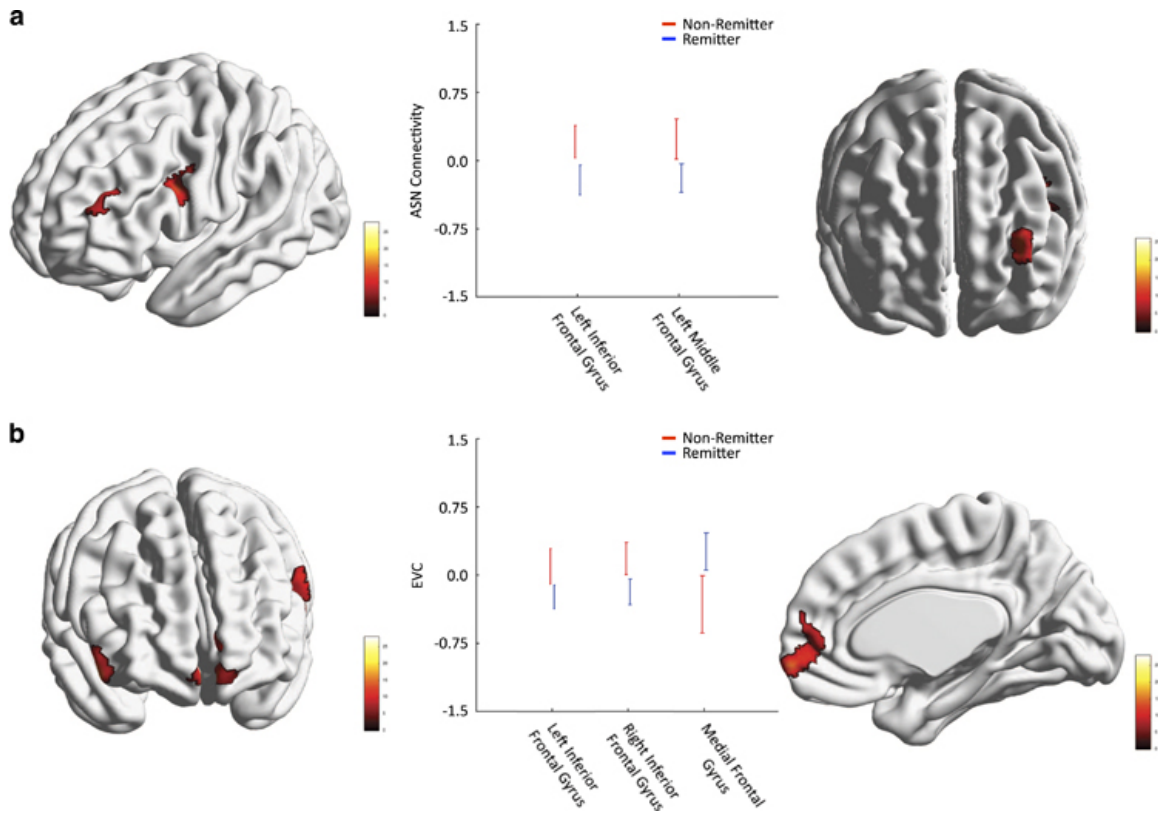 a
1.5
0.75
0.0
-0.75
-1.5
ASN Connectivity
Non-Remitter
Remitter
Left Inferior
Frontal Gyrus
Left Middle
Frontal Gyrus
b
1.5
0.75
0.0
-0.75
-1.5
EVC
Non-Remitter
Remitter
Left Inferior
Frontal Gyrus
Right Inferior
Frontal Gyrus
Medial Frontal
Gyrus